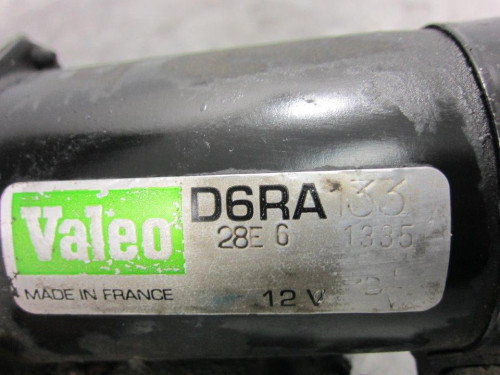 Valeo
D6RA133
28E 6 1335
MADE IN FRANCE
12 V